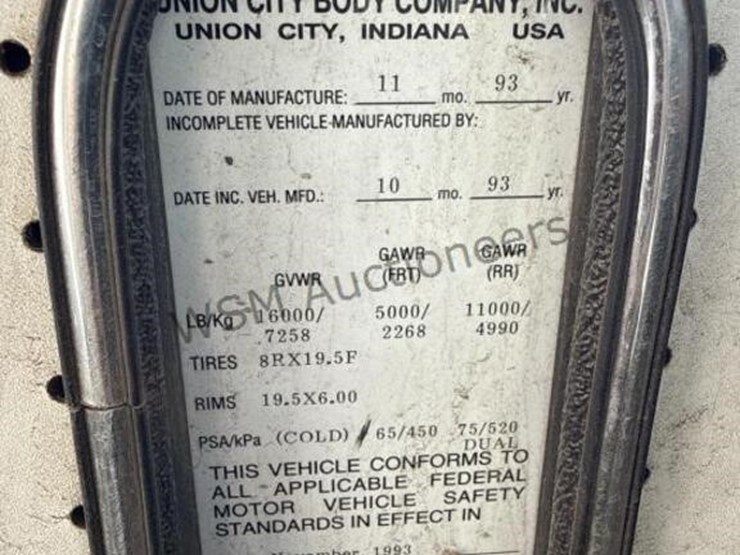 UNION CITY BODY COMPANY, INC.
UNION CITY, INDIANA USA
DATE OF MANUFACTURE: 11 mo. 93 yr.
INCOMPLETE VEHICLE MANUFACTURED BY:
DATE INC. VEH. MFD.: 10 mo. 93 yr.
WSM Auctioneers
GVWR GAWR (FRT) GAWR (RR)
LB/Kg 16000/ 5000/ 11000/
7258 2268 4990
TIRES 8RX19.5F
RIMS 19.5X6.00
PSA/kPa (COLD) 65/450 75/520
DUAL
THIS VEHICLE CONFORMS TO
ALL APPLICABLE FEDERAL
MOTOR VEHICLE SAFETY
STANDARDS IN EFFECT IN
November 1993